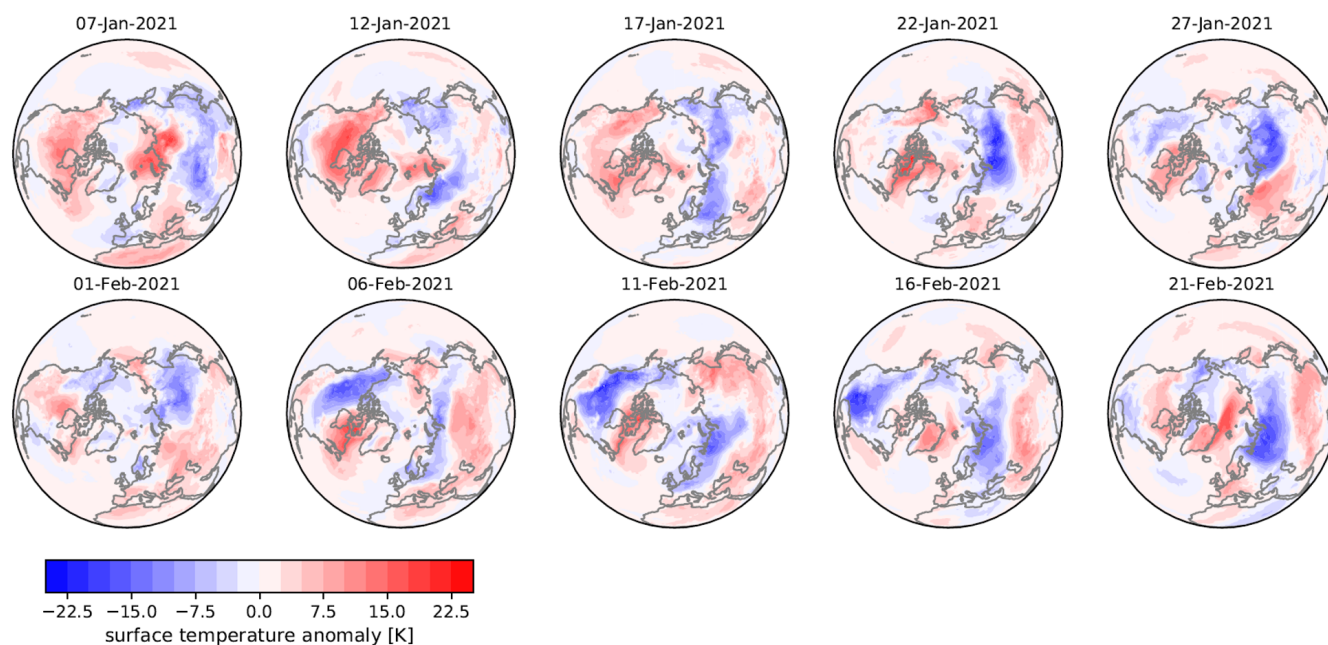 07-Jan-2021 12-Jan-2021 17-Jan-2021 22-Jan-2021 27-Jan-2021
01-Feb-2021 06-Feb-2021 11-Feb-2021 16-Feb-2021 21-Feb-2021
−22.5 −15.0 −7.5 0.0 7.5 15.0 22.5
surface temperature anomaly [K]